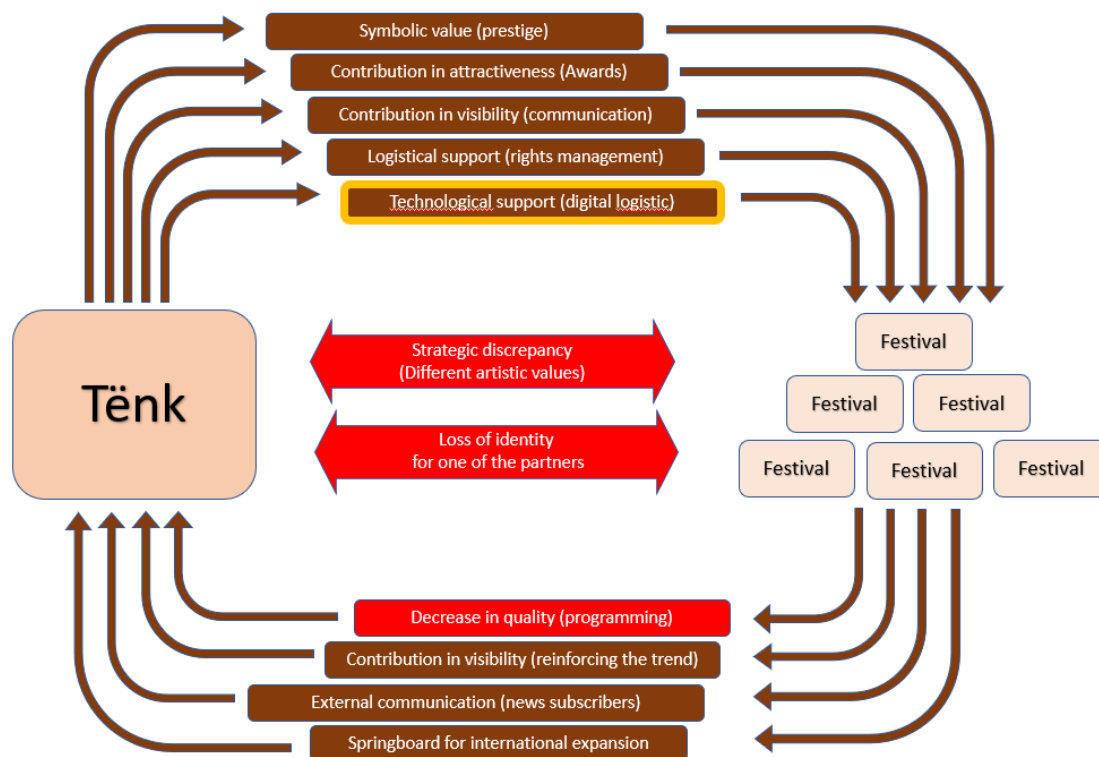 Symbolic value (prestige)
Contribution in attractiveness (Awards)
Contribution in visibility (communication)
Logistical support (rights management)
Technological support (digital logistic)
Tënk
Strategic discrepancy
(Different artistic values)
Loss of identity
for one of the partners
Festival
Festival
Festival
Festival
Festival
Festival
Decrease in quality (programming)
Contribution in visibility (reinforcing the trend)
External communication (news subscribers)
Springboard for international expansion